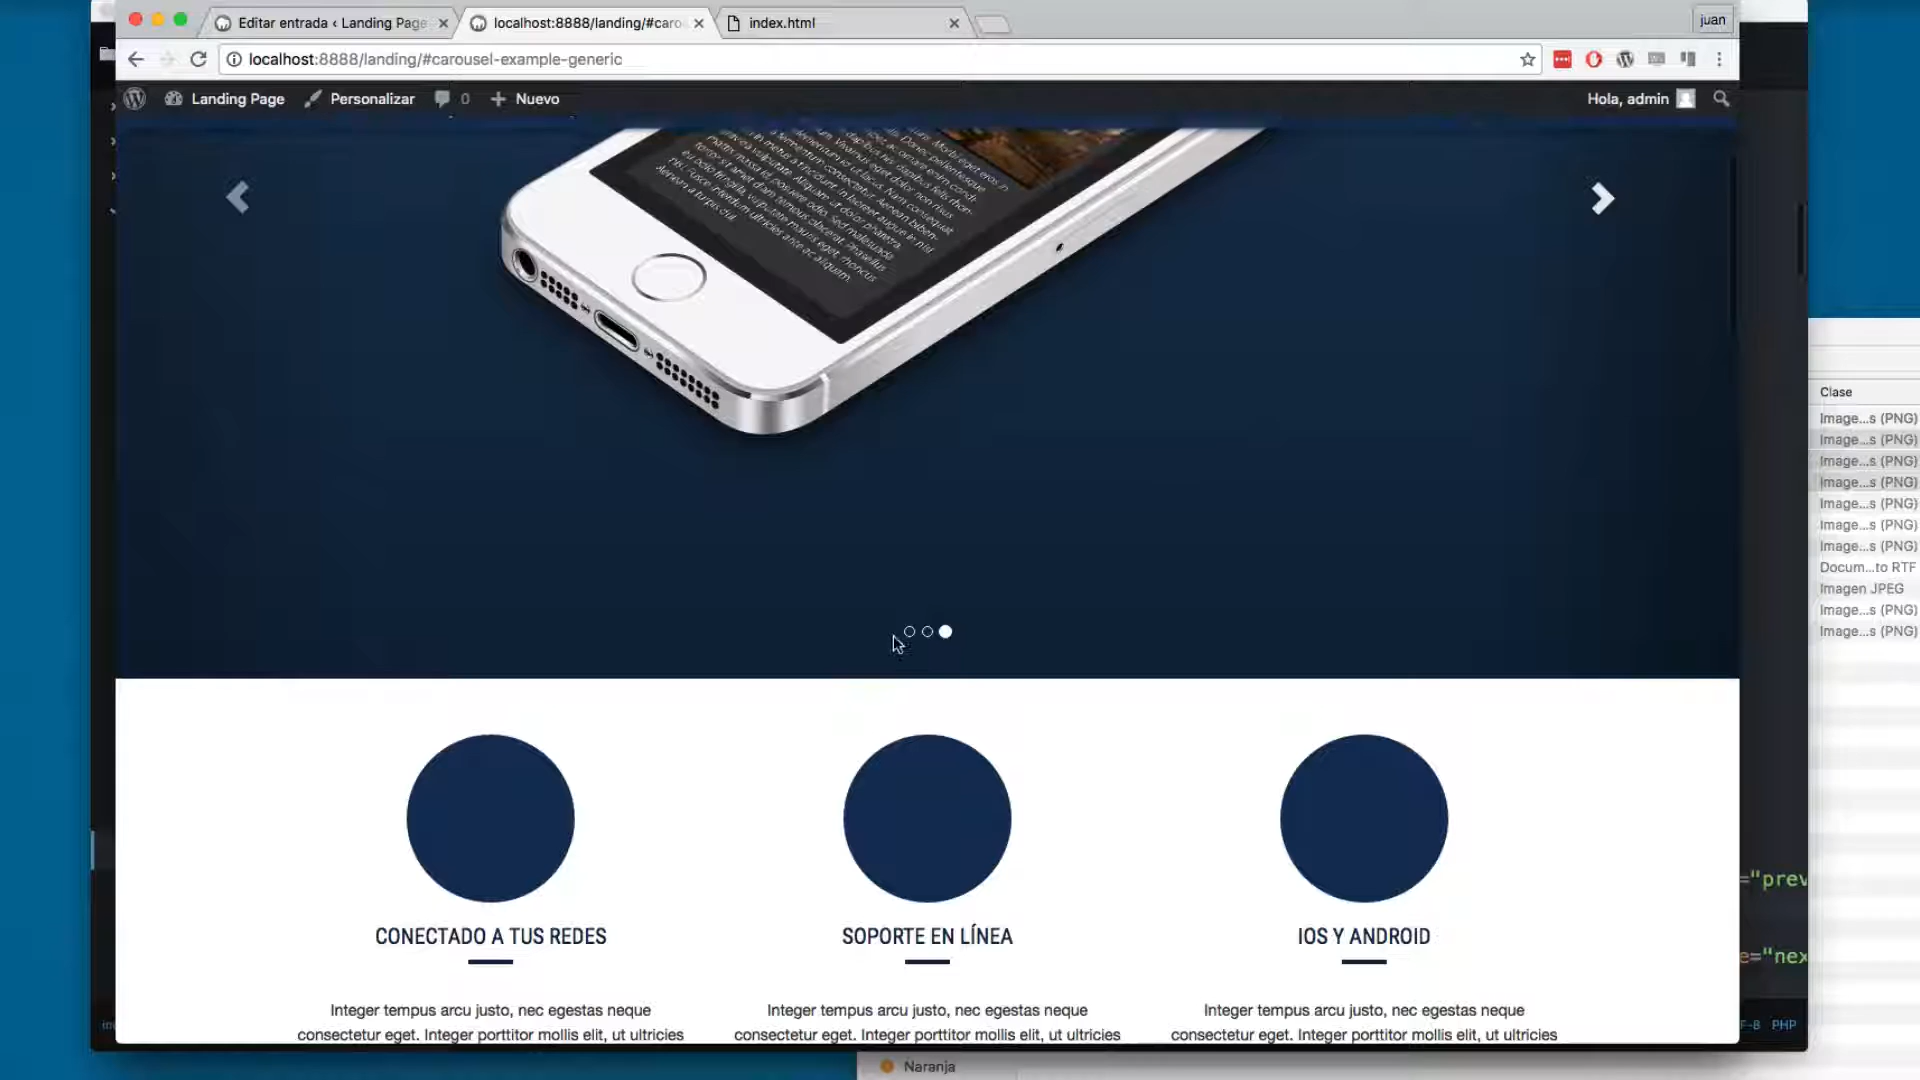 Editar entrada ‹ Landing Page
localhost:8888/landing/#caro
index.html
juan
localhost:8888/landing/#carousel-example-generic
Landing Page
Personalizar
0
Nuevo
Hola, admin
Clase
Image...s (PNG)
Image...s (PNG)
Image...s (PNG)
Image...s (PNG)
Image...s (PNG)
Image...s (PNG)
Image...s (PNG)
Docum...to RTF
Imagen JPEG
Image...s (PNG)
Image...s (PNG)
CONECTADO A TUS REDES
SOPORTE EN LÍNEA
IOS Y ANDROID
Integer tempus arcu justo, nec egestas neque
consectetur eget. Integer porttitor mollis elit, ut ultricies
Integer tempus arcu justo, nec egestas neque
consectetur eget. Integer porttitor mollis elit, ut ultricies
Integer tempus arcu justo, nec egestas neque
consectetur eget. Integer porttitor mollis elit, ut ultricies
="prev
e="nex
F-8 PHP
Naranja